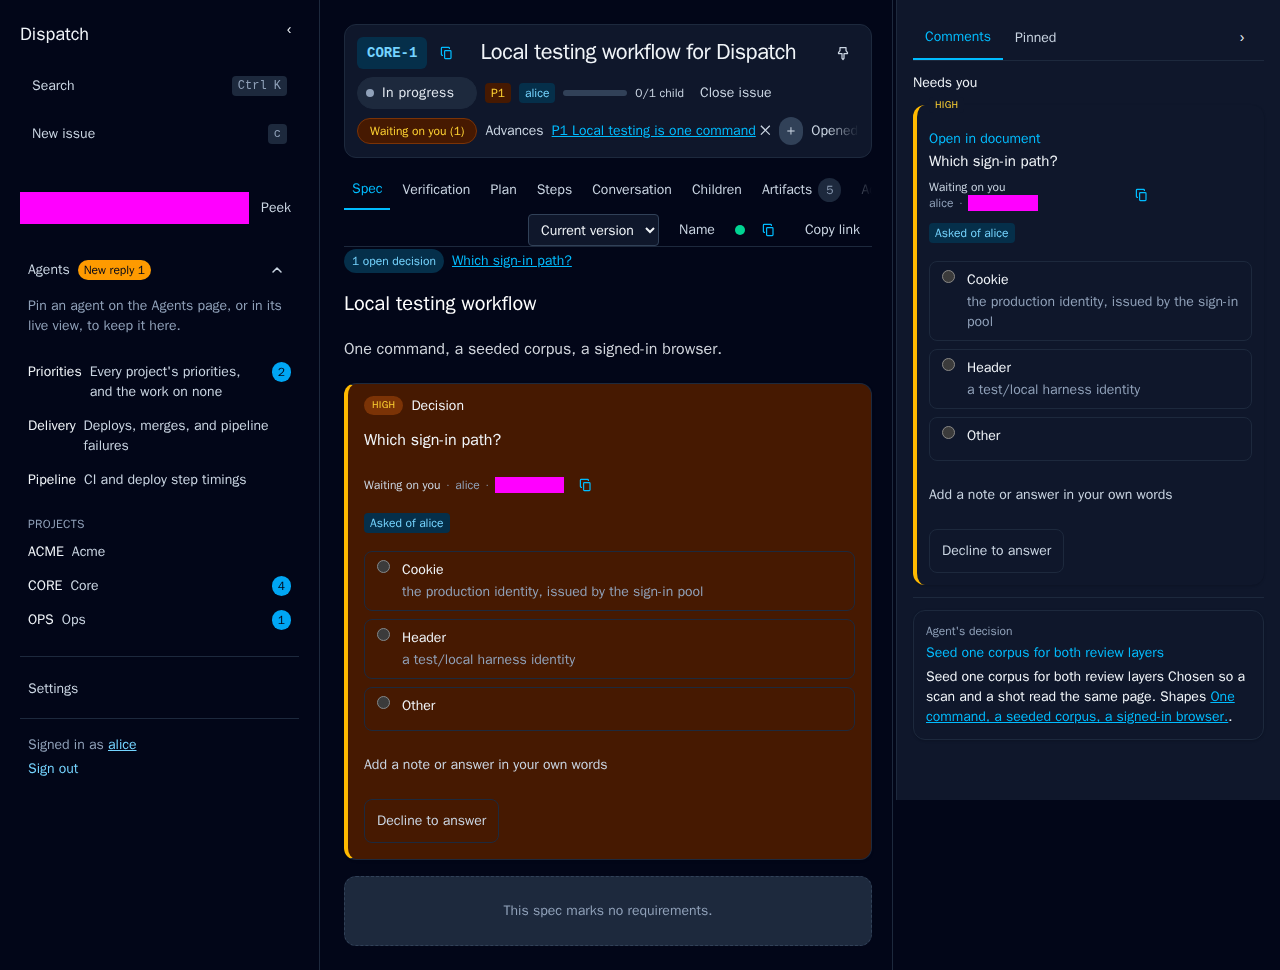 Dispatch
Search
Ctrl K
New issue
C
Peek
Agents
New reply 1
Pin an agent on the Agents page, or in its
live view, to keep it here.
Priorities
Every project's priorities,
and the work on none
2
Delivery
Deploys, merges, and pipeline
failures
Pipeline
CI and deploy step timings
PROJECTS
ACME Acme
CORE Core
4
OPS Ops
1
Settings
Signed in as alice
Sign out
CORE-1
Local testing workflow for Dispatch
In progress
P1
alice
0/1 child
Close issue
Waiting on you (1)
Advances
P1 Local testing is one command
+
Opened
Spec
Verification
Plan
Steps
Conversation
Children
Artifacts
5
Current version
Name
Copy link
1 open decision
Which sign-in path?
Local testing workflow
One command, a seeded corpus, a signed-in browser.
HIGH
Decision
Which sign-in path?
Waiting on you · alice ·
Asked of alice
Cookie
the production identity, issued by the sign-in pool
Header
a test/local harness identity
Other
Add a note or answer in your own words
Decline to answer
This spec marks no requirements.
Comments
Pinned
Needs you
HIGH
Open in document
Which sign-in path?
Waiting on you
alice ·
Asked of alice
Cookie
the production identity, issued by the sign-in
pool
Header
a test/local harness identity
Other
Add a note or answer in your own words
Decline to answer
Agent's decision
Seed one corpus for both review layers
Seed one corpus for both review layers Chosen so a
scan and a shot read the same page. Shapes One
command, a seeded corpus, a signed-in browser..